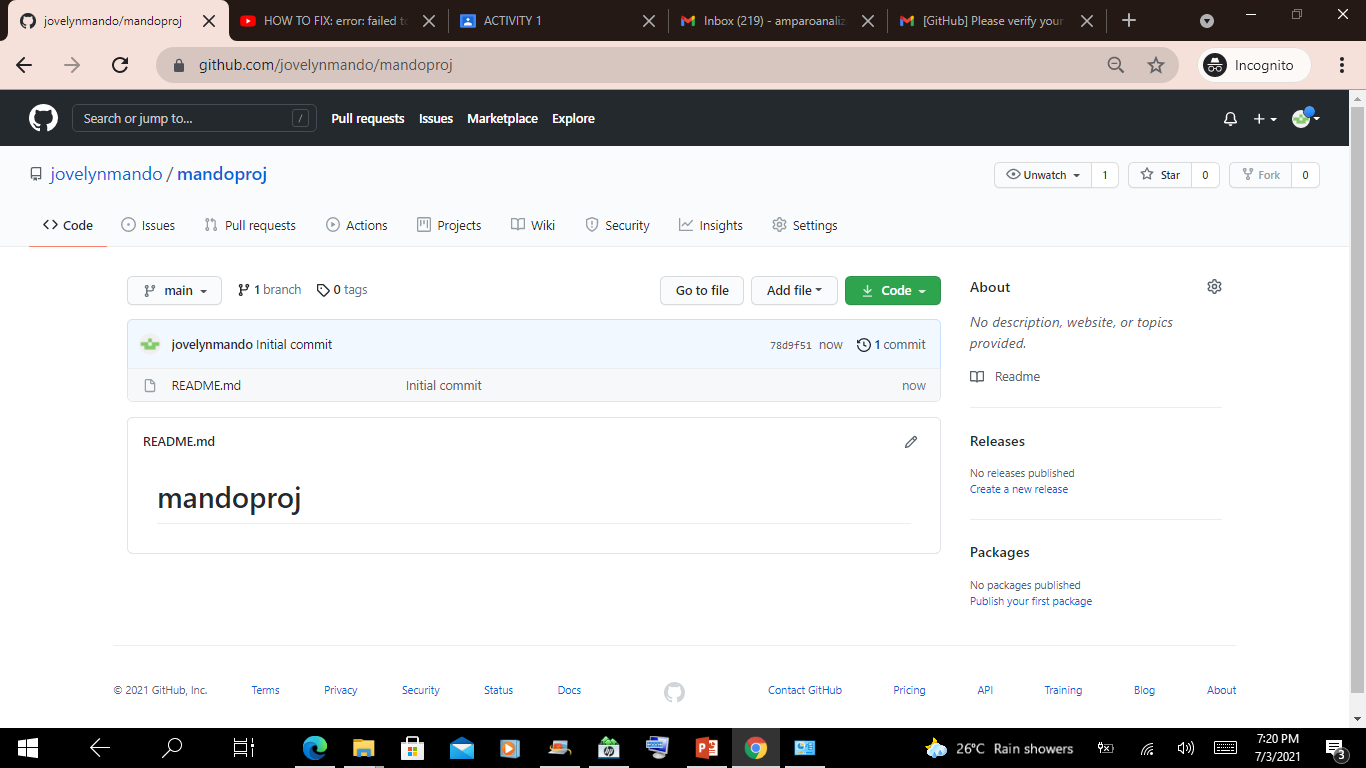 jovelynmando/mandoproj
HOW TO FIX: error: failed to
ACTIVITY 1
Inbox (219) - amparoanaliz
[GitHub] Please verify your
github.com/jovelynmando/mandoproj
Incognito
Search or jump to...
/
Pull requests
Issues
Marketplace
Explore
jovelynmando / mandoproj
Unwatch 1
Star 0
Fork 0
Code
Issues
Pull requests
Actions
Projects
Wiki
Security
Insights
Settings
main
1 branch
0 tags
Go to file
Add file
Code
jovelynmando Initial commit
78d9f51 now
1 commit
README.md Initial commit now
README.md
mandoproj
About
No description, website, or topics
provided.
Readme
Releases
No releases published
Create a new release
Packages
No packages published
Publish your first package
© 2021 GitHub, Inc.
Terms
Privacy
Security
Status
Docs
Contact GitHub
Pricing
API
Training
Blog
About
26°C Rain showers
7:20 PM
7/3/2021
3